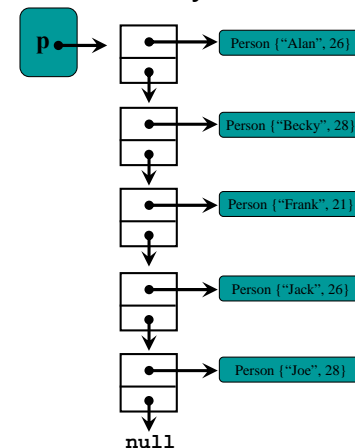 p
Person {“Alan”, 26}
Person {“Becky”, 28}
Person {“Frank”, 21}
Person {“Jack”, 26}
Person {“Joe”, 28}
null